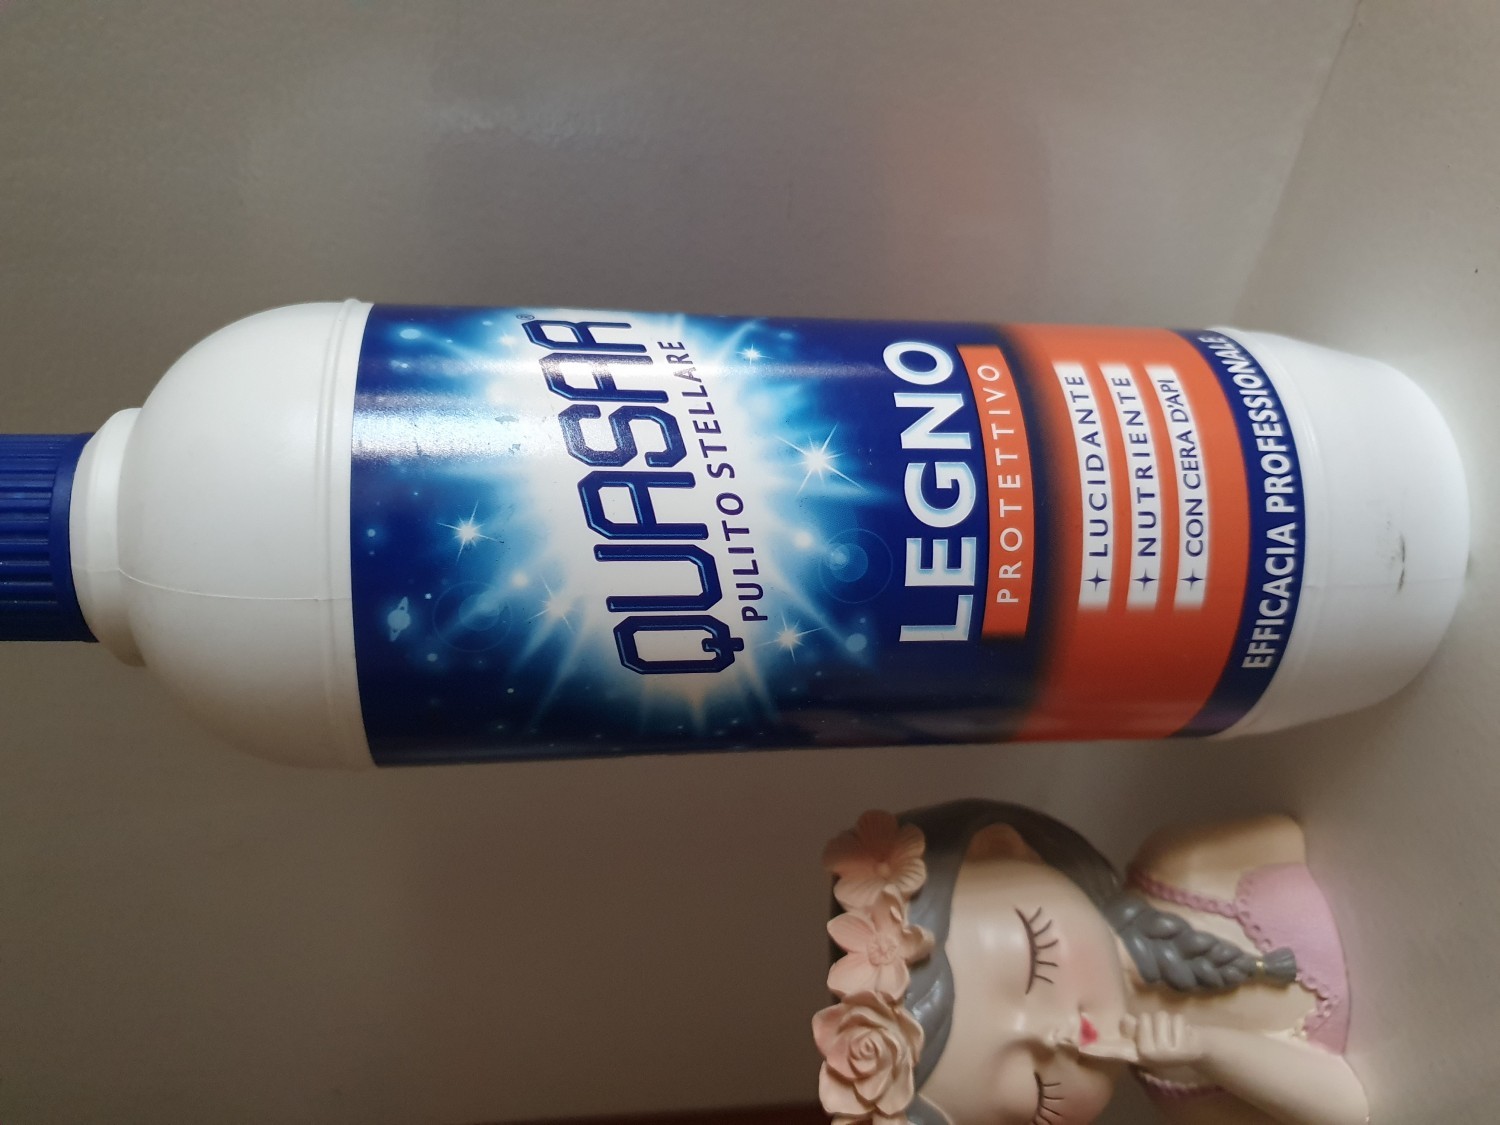 QUASAR®
PULITO STELLARE
LEGNO
PROTETTIVO
LUCIDANTE
NUTRIENTE
CON CERA D'API
EFFICACIA PROFESSIONALE